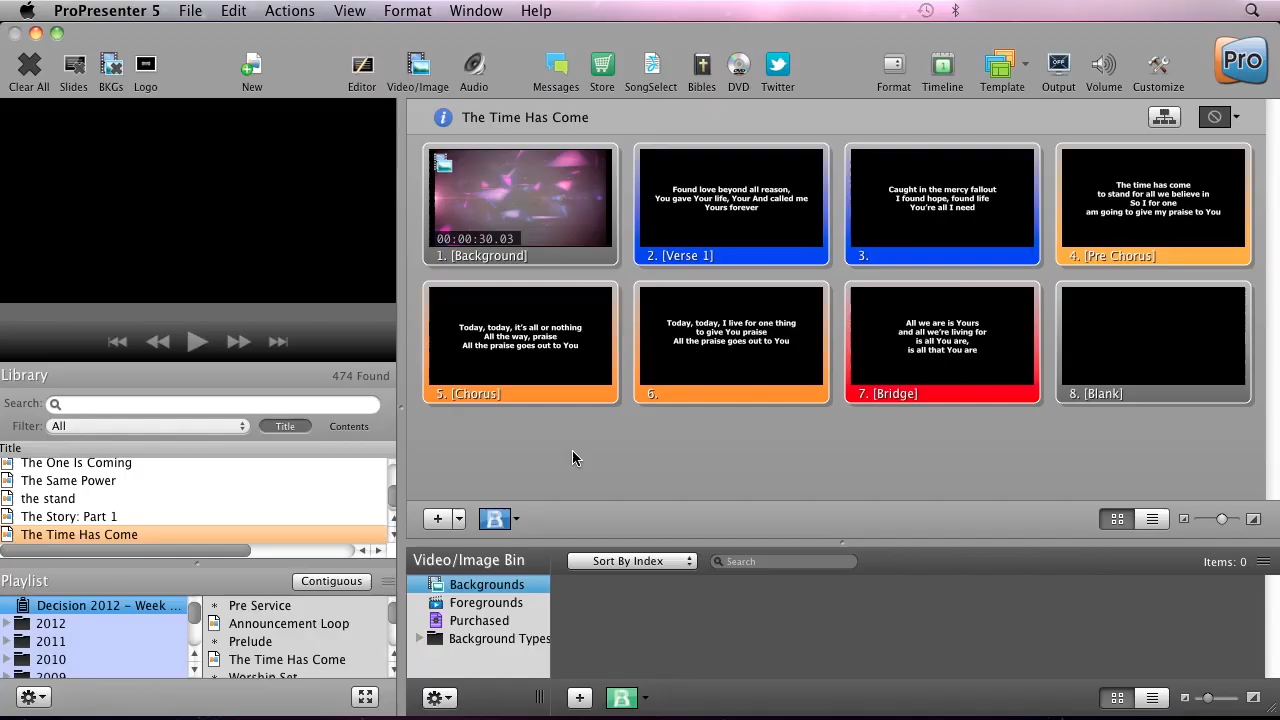 ProPresenter 5 File Edit Actions View Format Window Help
Clear All Slides BKGs Logo New Editor Video/Image Audio Messages Store SongSelect Bibles DVD Twitter Format Timeline Template Output Volume Customize
Pro
OFF
1
The Time Has Come
00:00:30.03
1. [Background]
Found love beyond all reason,
You gave Your life, Your And called me
Yours forever
2. [Verse 1]
Caught in the mercy fallout
I found hope, found life
You're all I need
3.
The time has come
to stand for all we believe in
So I for one
am going to give my praise to You
4. [Pre Chorus]
Today, today, it's all or nothing
All the way, praise
All the praise goes out to You
5. [Chorus]
Today, today, I live for one thing
to give You praise
All the praise goes out to You
6.
All we are is Yours
and all we're living for
is all You are,
is all that You are
7. [Bridge]
8. [Blank]
Library 474 Found
Search:
Filter: All Title Contents
Title
The One Is Coming
The Same Power
the stand
The Story: Part 1
The Time Has Come
Playlist Contiguous
Decision 2012 - Week ...
2012
2011
2010
2009
Pre Service
Announcement Loop
Prelude
The Time Has Come
Worship Set
Video/Image Bin Sort By Index Search Items: 0
Backgrounds
Foregrounds
Purchased
Background Types